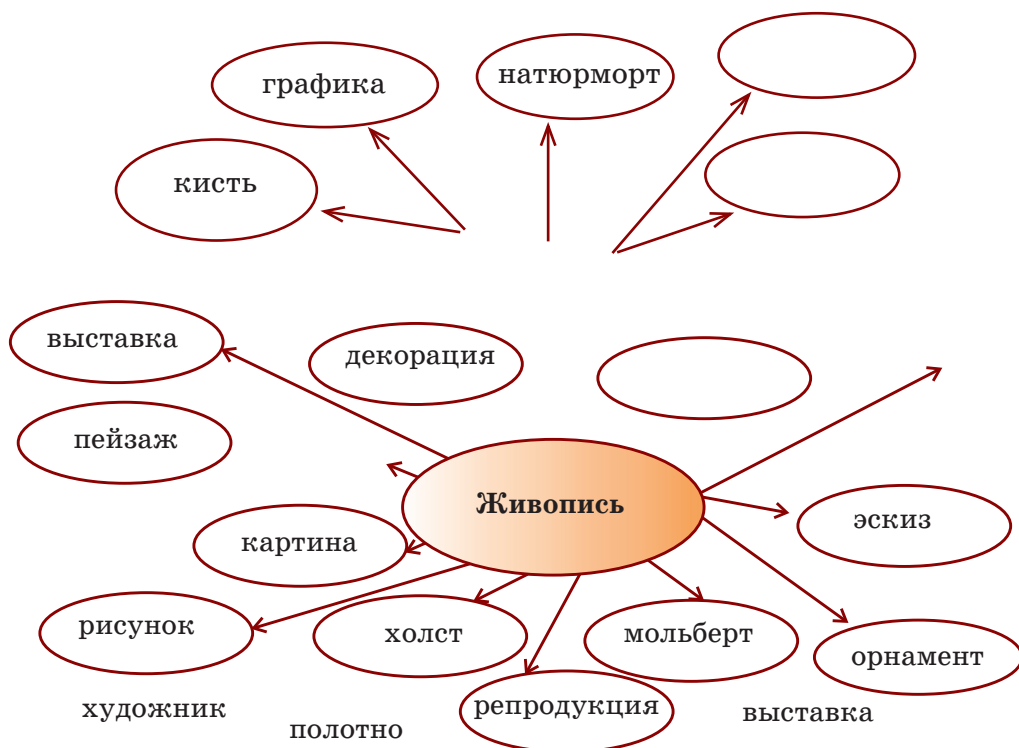 натюрморт
графика
кисть
выставка
декорация
пейзаж
Живопись
эскиз
картина
рисунок
холст
мольберт
орнамент
художник
полотно
репродукция
выставка